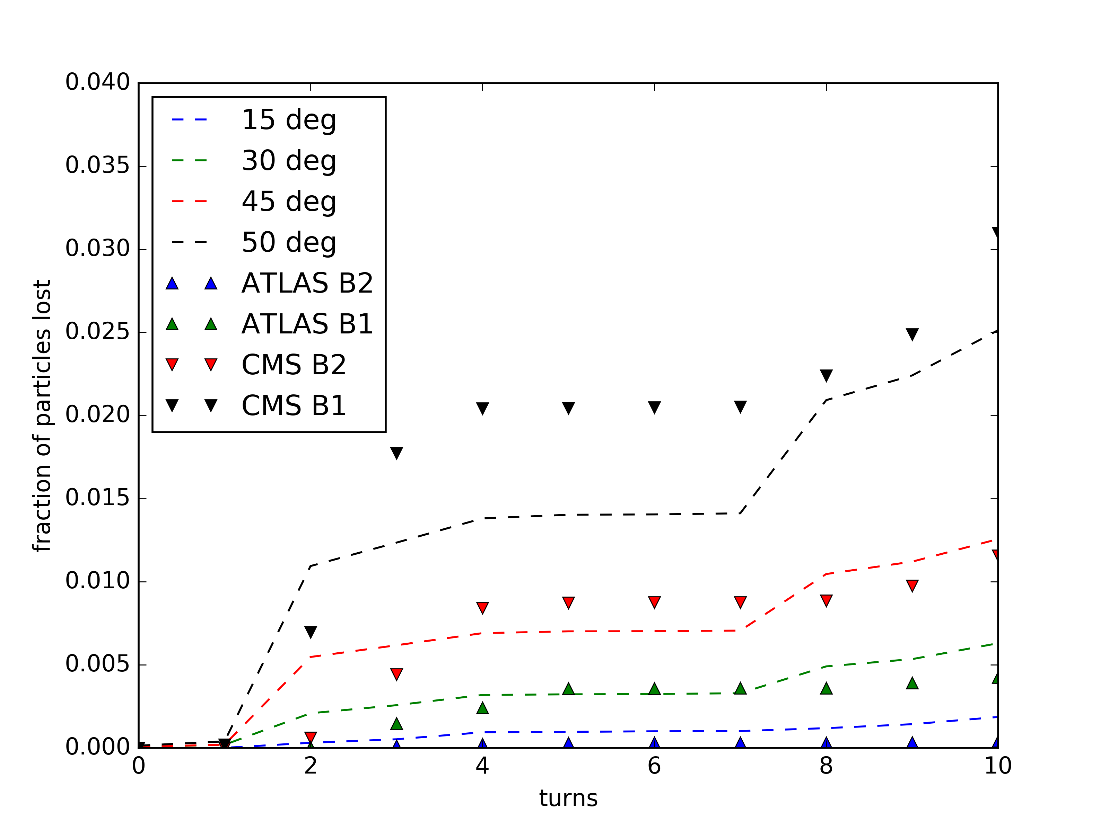 0.040
0.035
0.030
0.025
0.020
0.015
0.010
0.005
0.000
fraction of particles lost
15 deg
30 deg
45 deg
50 deg
ATLAS B2
ATLAS B1
CMS B2
CMS B1
0 2 4 6 8 10
turns